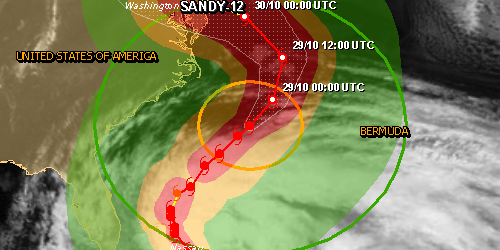 Washington
SANDY-12
30/10 00:00 UTC
29/10 12:00 UTC
UNITED STATES OF AMERICA
29/10 00:00 UTC
BERMUDA